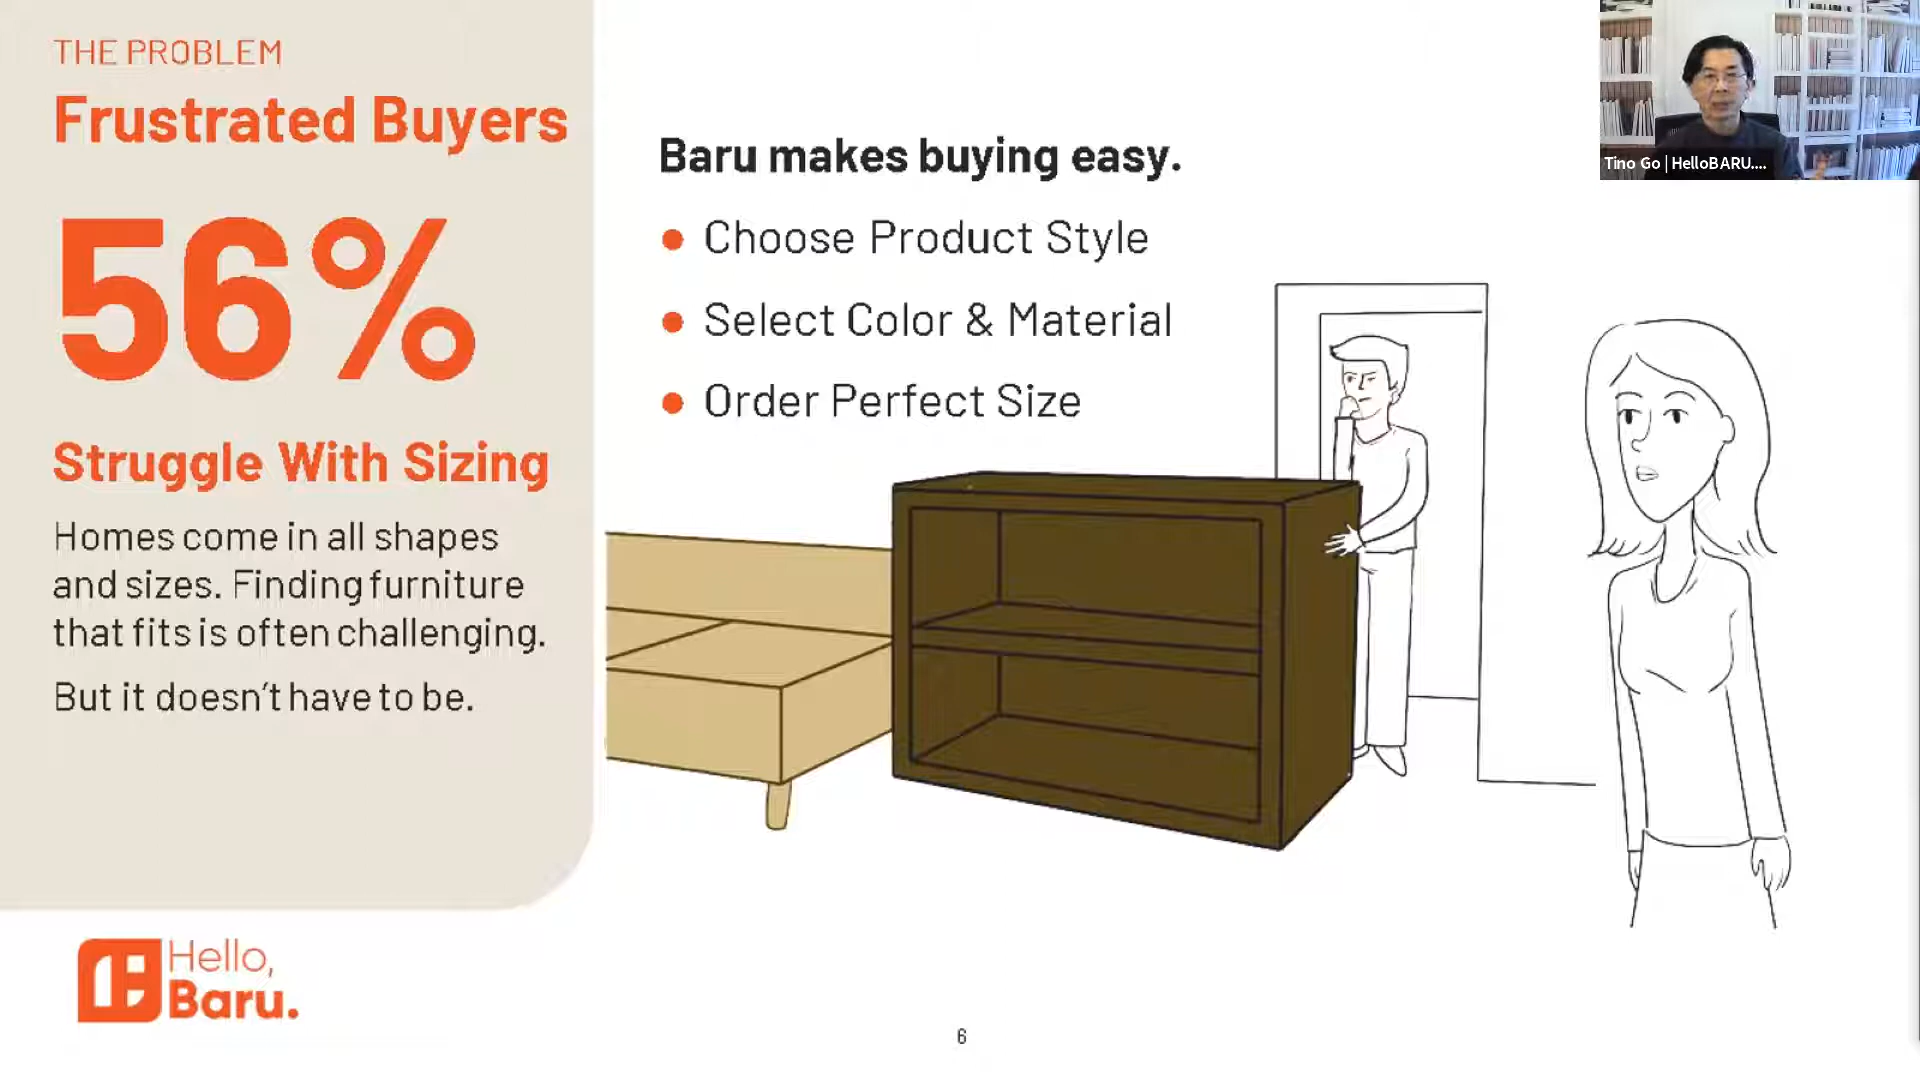 THE PROBLEM
Frustrated Buyers
56%
Struggle With Sizing
Homes come in all shapes
and sizes. Finding furniture
that fits is often challenging.
But it doesn't have to be.
Baru makes buying easy.
Choose Product Style
Select Color & Material
Order Perfect Size
Tino Go | HelloBARU....
Hello,
Baru.
6